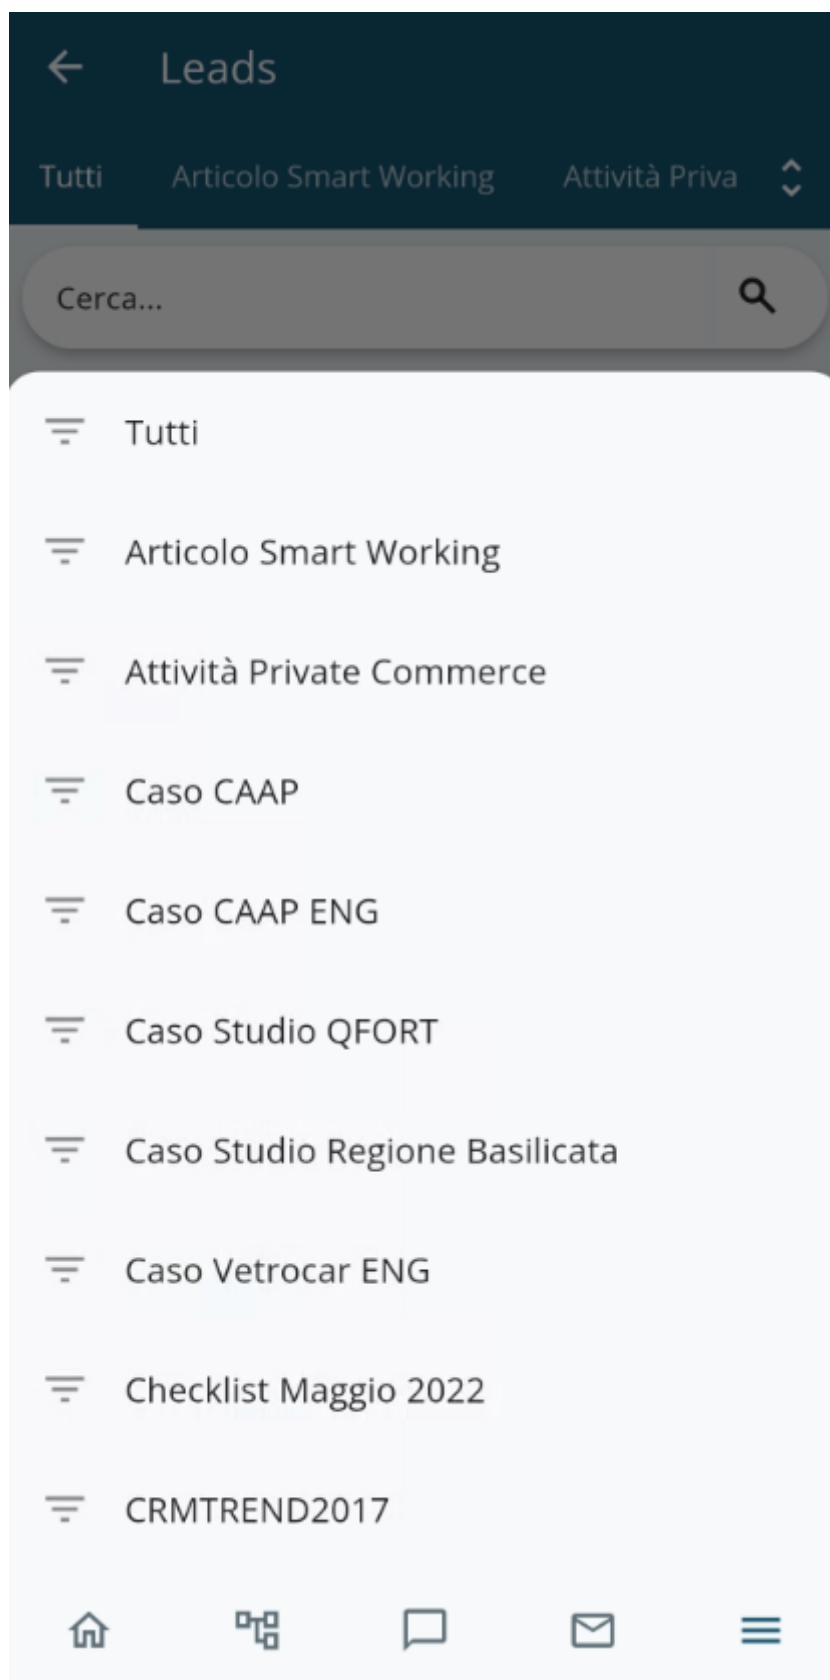 Leads
Tutti Articolo Smart Working Attività Priva
Cerca...
Tutti
Articolo Smart Working
Attività Private Commerce
Caso CAAP
Caso CAAP ENG
Caso Studio QFORT
Caso Studio Regione Basilicata
Caso Vetrocar ENG
Checklist Maggio 2022
CRMTREND2017